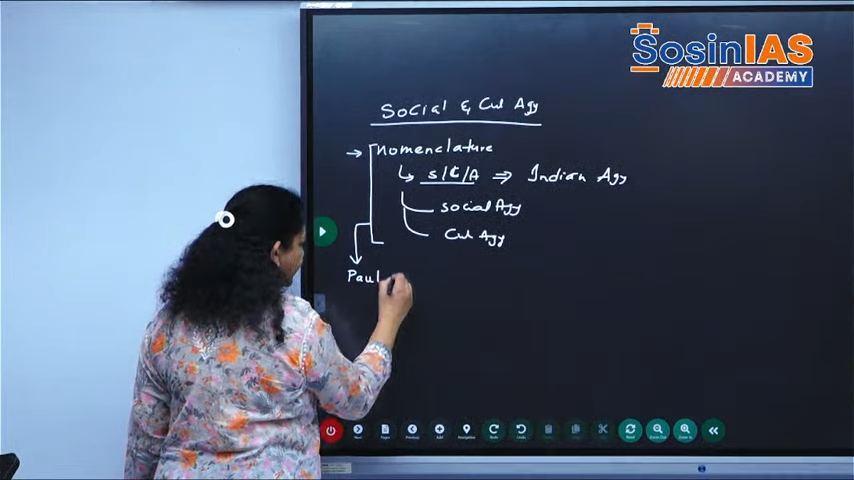 SosinIAS
ACADEMY
Social & Cul Agy
→ Nomenclature
↳ S/C/A ⇒ Indian Agy
social Agy
Cul Agy
Paul